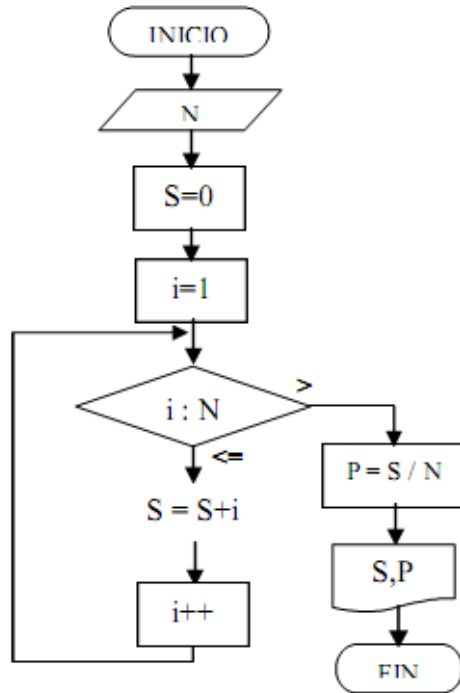 INICIO
N
S=0
i=1
i : N
>
<=
S = S+i
i++
P = S / N
S,P
FIN